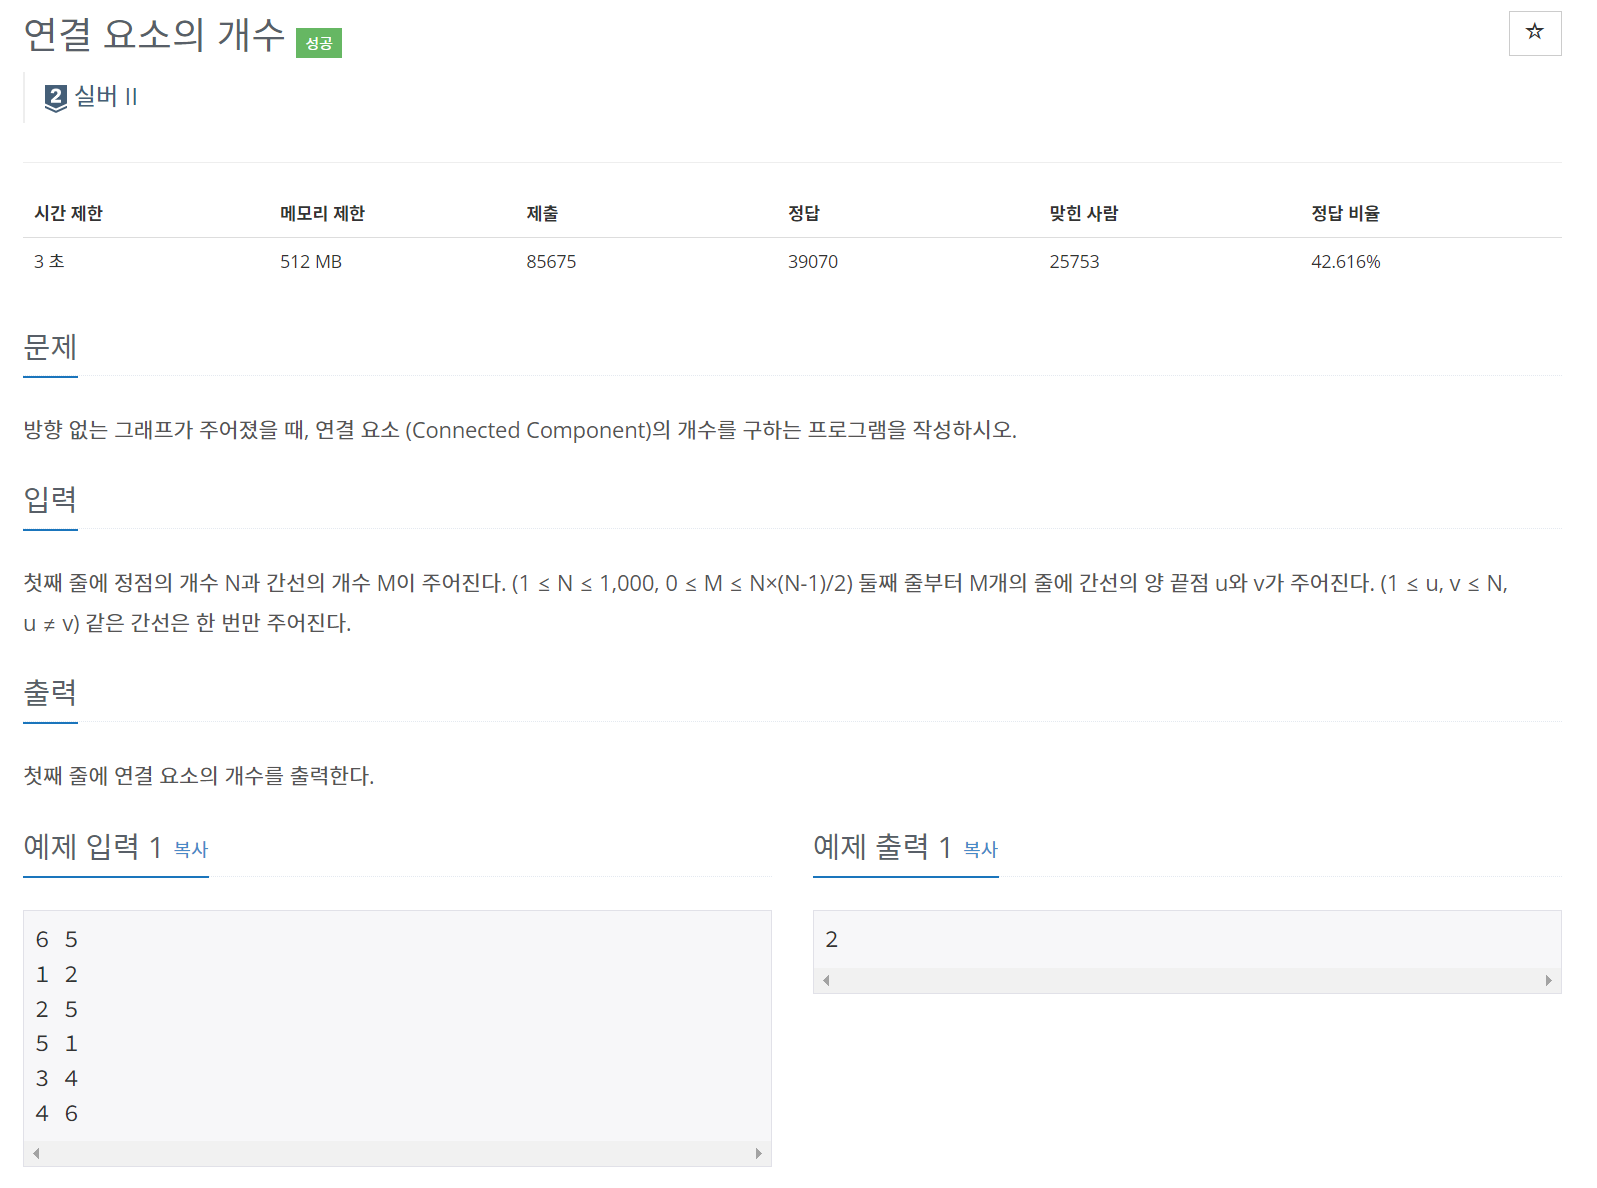 연결 요소의 개수 성공
☆
2 실버 II
시간 제한 메모리 제한 제출 정답 맞힌 사람 정답 비율
3 초 512 MB 85675 39070 25753 42.616%
문제
방향 없는 그래프가 주어졌을 때, 연결 요소 (Connected Component)의 개수를 구하는 프로그램을 작성하시오.
입력
첫째 줄에 정점의 개수 N과 간선의 개수 M이 주어진다. (1 ≤ N ≤ 1,000, 0 ≤ M ≤ N×(N-1)/2) 둘째 줄부터 M개의 줄에 간선의 양 끝점 u와 v가 주어진다. (1 ≤ u, v ≤ N,
u ≠ v) 같은 간선은 한 번만 주어진다.
출력
첫째 줄에 연결 요소의 개수를 출력한다.
예제 입력 1 복사
6 5
1 2
2 5
5 1
3 4
4 6
예제 출력 1 복사
2